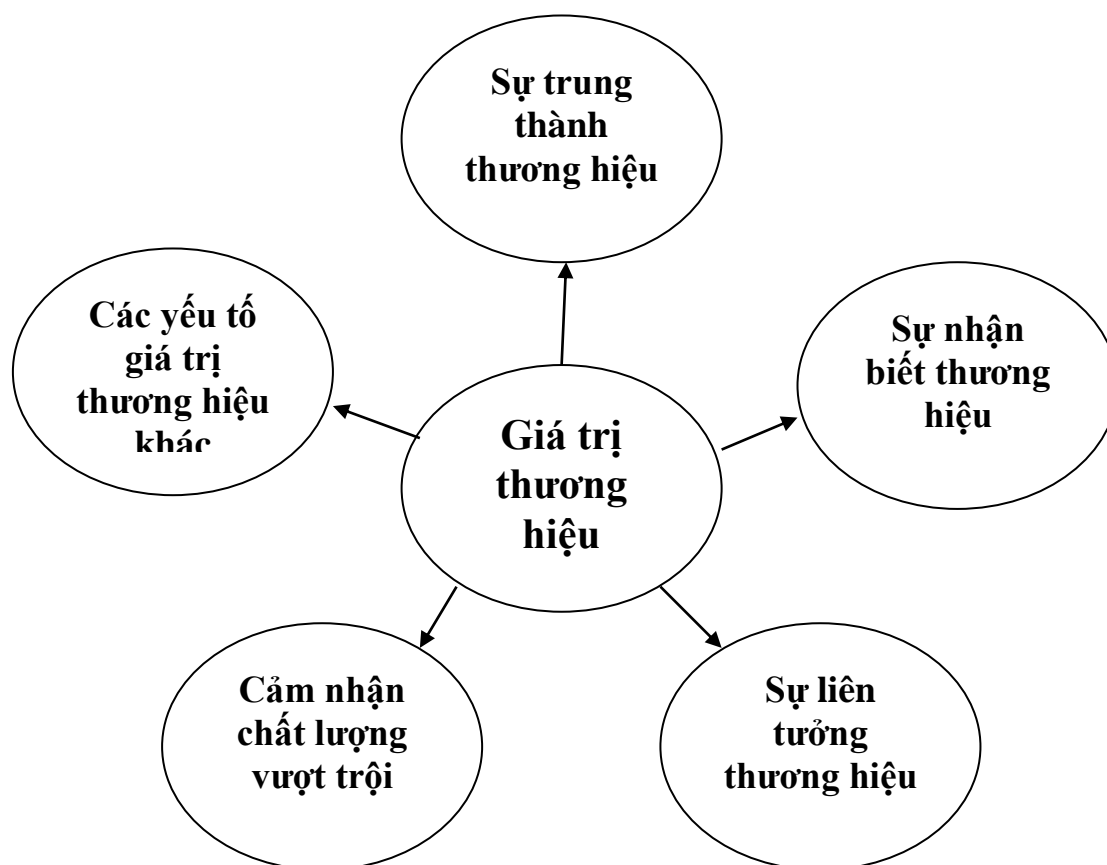 Sự trung
thành
thương hiệu
Các yếu tố
giá trị
thương hiệu
khác
Sự nhận
biết thương
hiệu
Giá trị
thương
hiệu
Cảm nhận
chất lượng
vượt trội
Sự liên
tưởng
thương hiệu